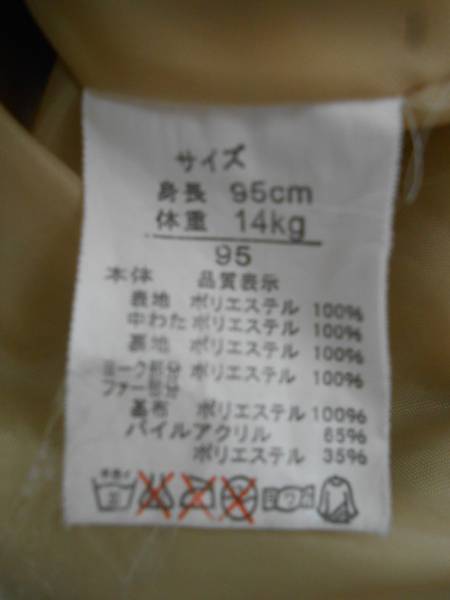 サイズ
身長 95cm
体重 14kg
95
本体 品質表示
表地 ポリエステル 100%
中わた ポリエステル 100%
裏地 ポリエステル 100%
ヨーク部分 ポリエステル 100%
ファー部分
基布 ポリエステル 100%
パイル アクリル 65%
ポリエステル 35%